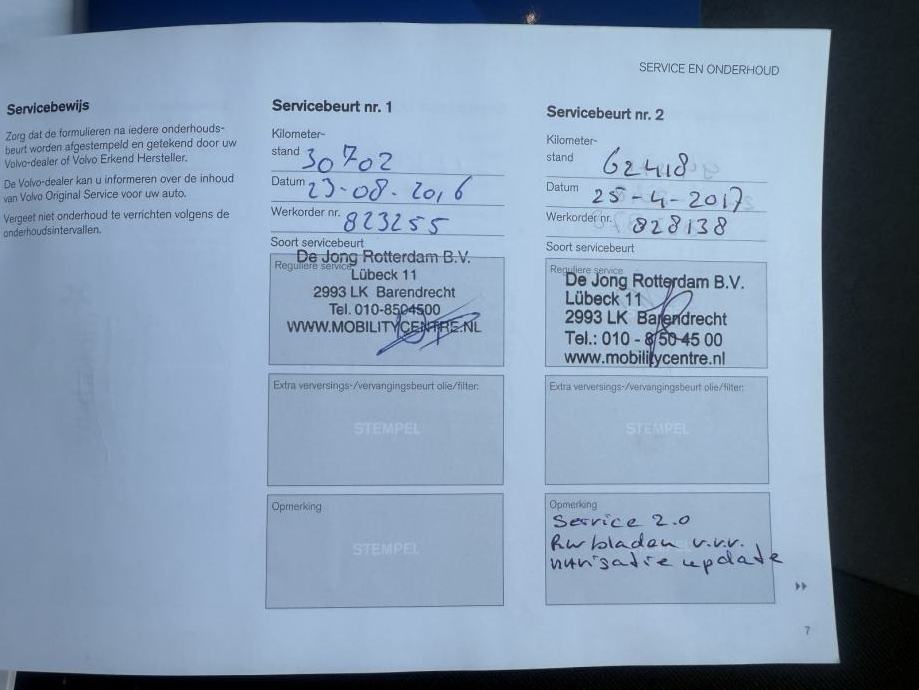 SERVICE EN ONDERHOUD
Servicebewijs
Zorg dat de formulieren na iedere onderhouds-
beurt worden afgestempeld en getekend door uw
Volvo-dealer of Volvo Erkend Hersteller.
De Volvo-dealer kan u informeren over de inhoud
van Volvo Original Service voor uw auto.
Vergeet niet onderhoud te verrichten volgens de
onderhoudsintervallen.
Servicebeurt nr. 1
Kilometer-
stand 30702
Datum 23-08-2016
Werkorder nr. 823255
Soort servicebeurt
Reguliere service
De Jong Rotterdam B.V.
Lübeck 11
2993 LK Barendrecht
Tel. 010-8504500
WWW.MOBILITYCENTRE.NL
Extra verversings-/vervangingsbeurt olie/filter:
STEMPEL
Opmerking
STEMPEL
Servicebeurt nr. 2
Kilometer-
stand 62418
Datum 25-4-2017
Werkorder nr. 828138
Soort servicebeurt
Reguliere service
De Jong Rotterdam B.V.
Lübeck 11
2993 LK Barendrecht
Tel.: 010 - 8 50 45 00
www.mobilitycentre.nl
Extra verversings-/vervangingsbeurt olie/filter:
STEMPEL
Opmerking
Service 2.0
Rw bladen v.v.v.
navigatie update
7